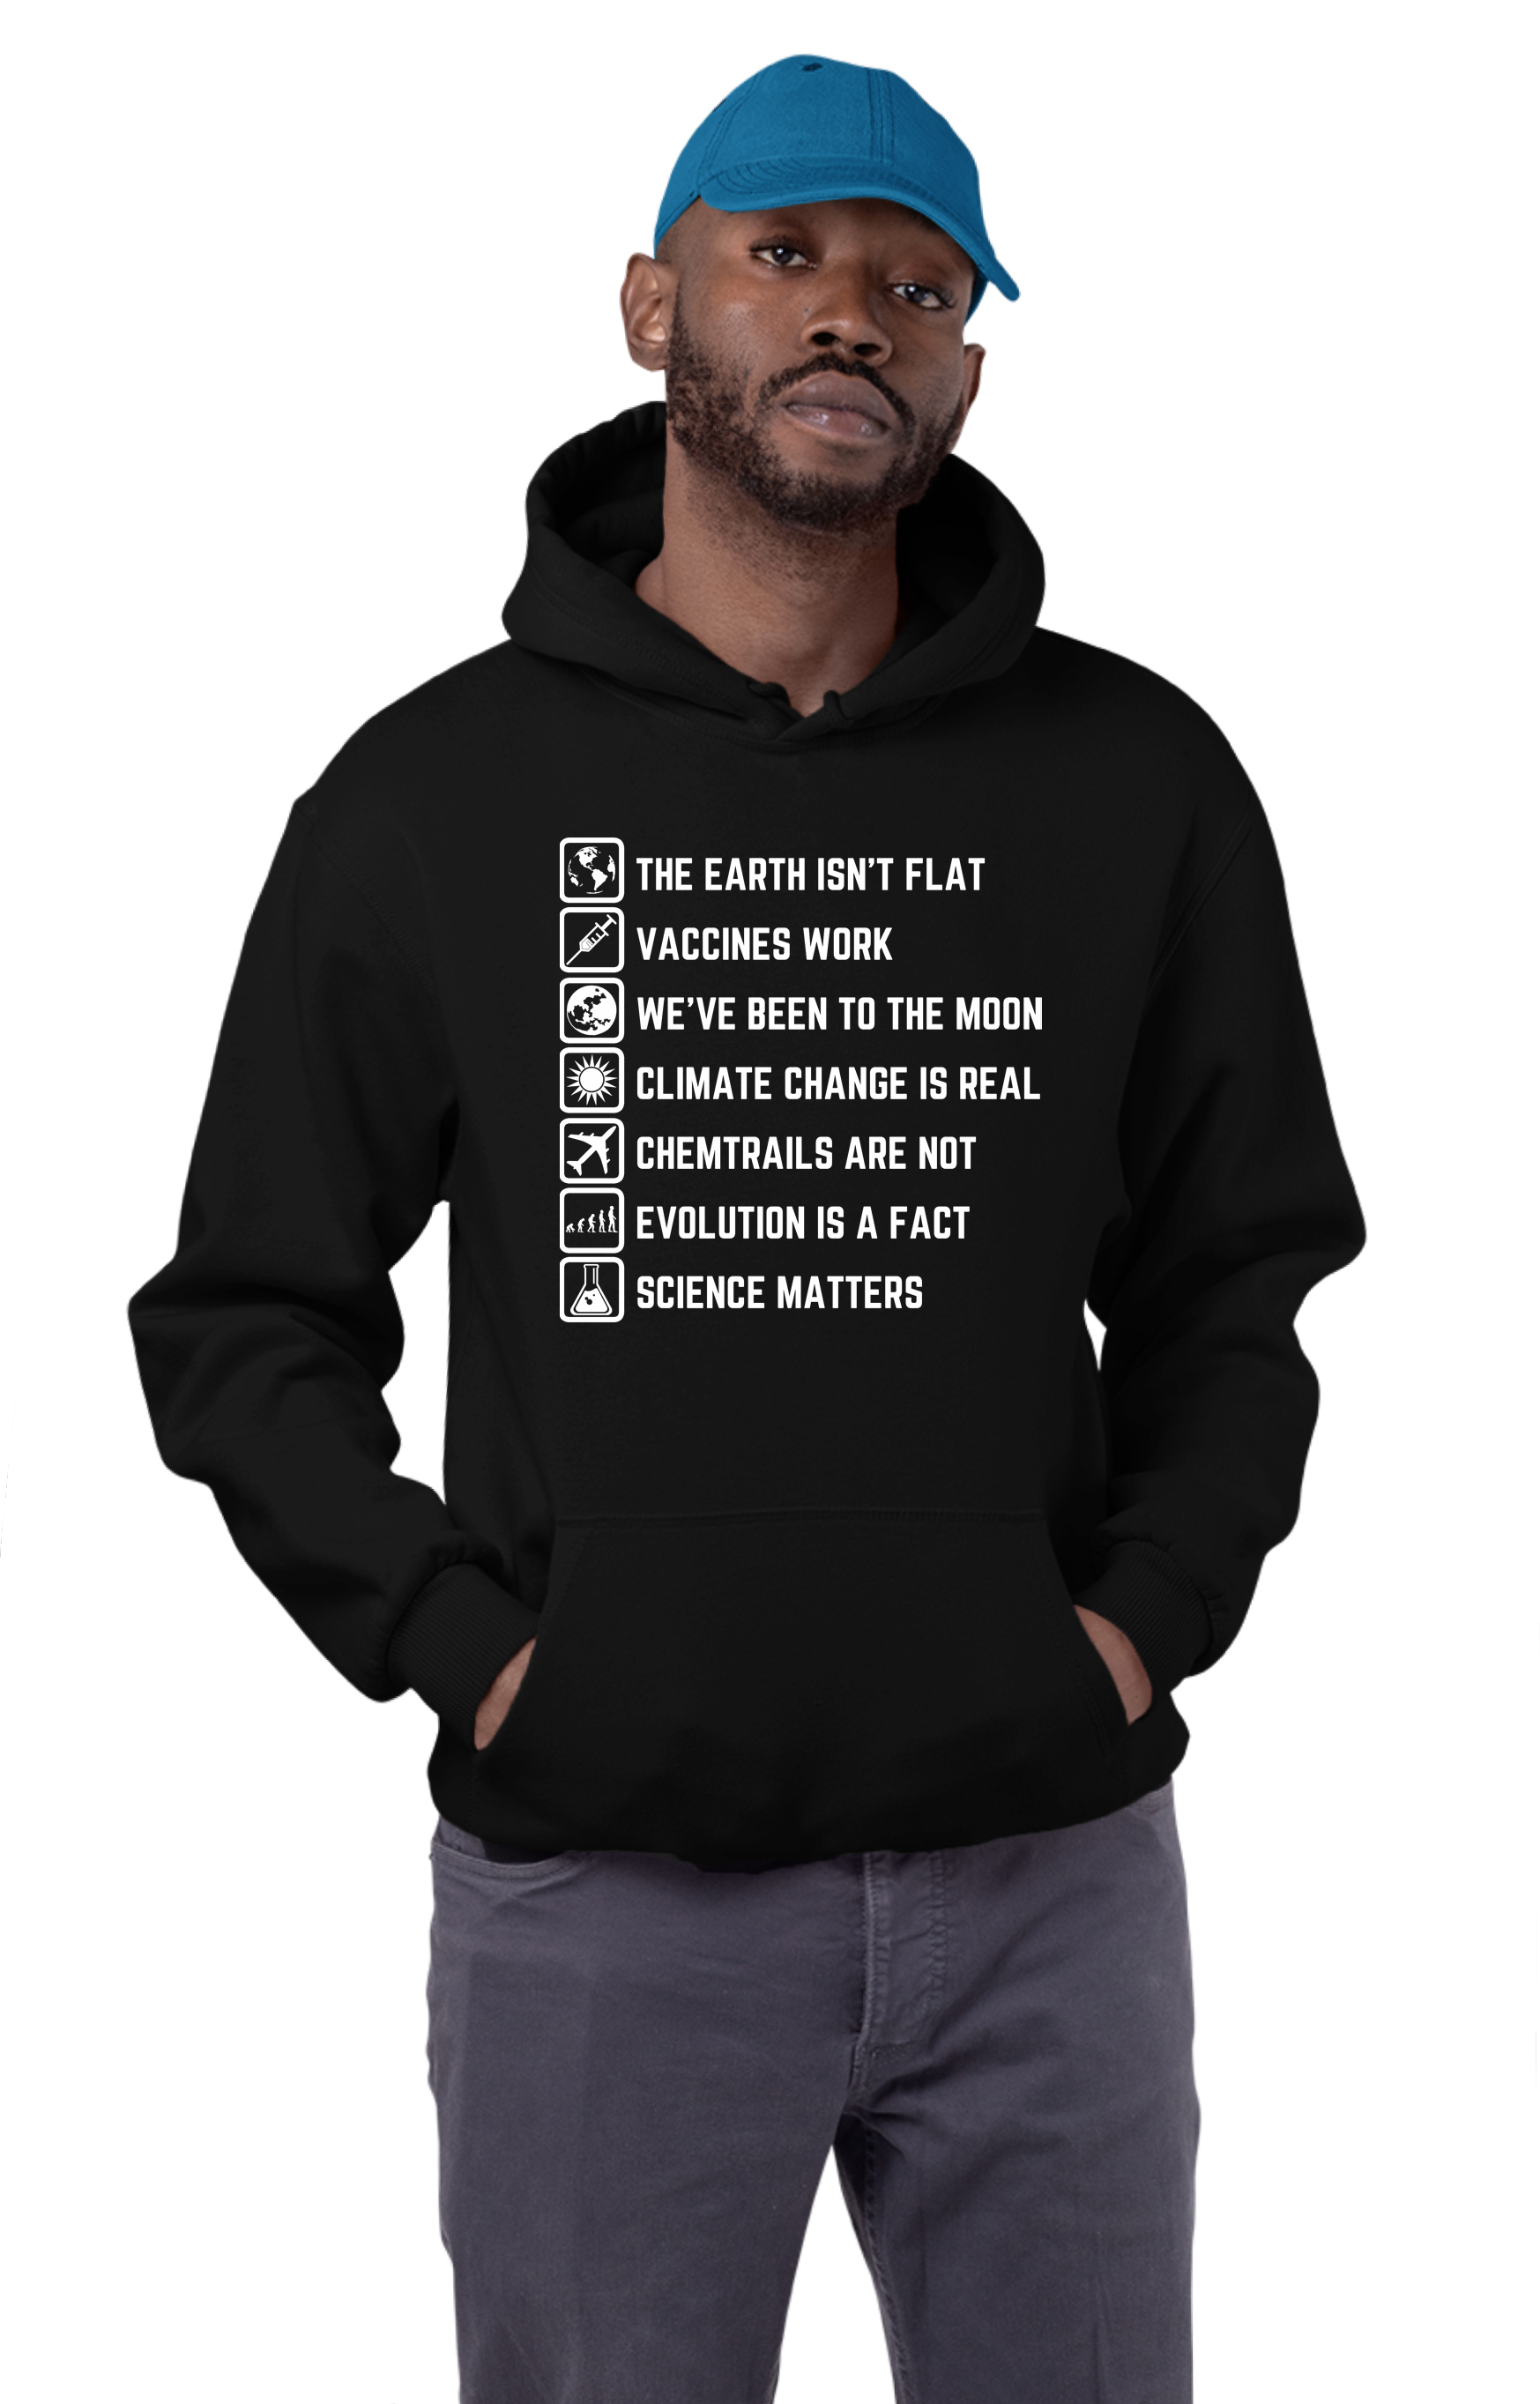 THE EARTH ISN'T FLAT
VACCINES WORK
WE'VE BEEN TO THE MOON
CLIMATE CHANGE IS REAL
CHEMTRAILS ARE NOT
EVOLUTION IS A FACT
SCIENCE MATTERS